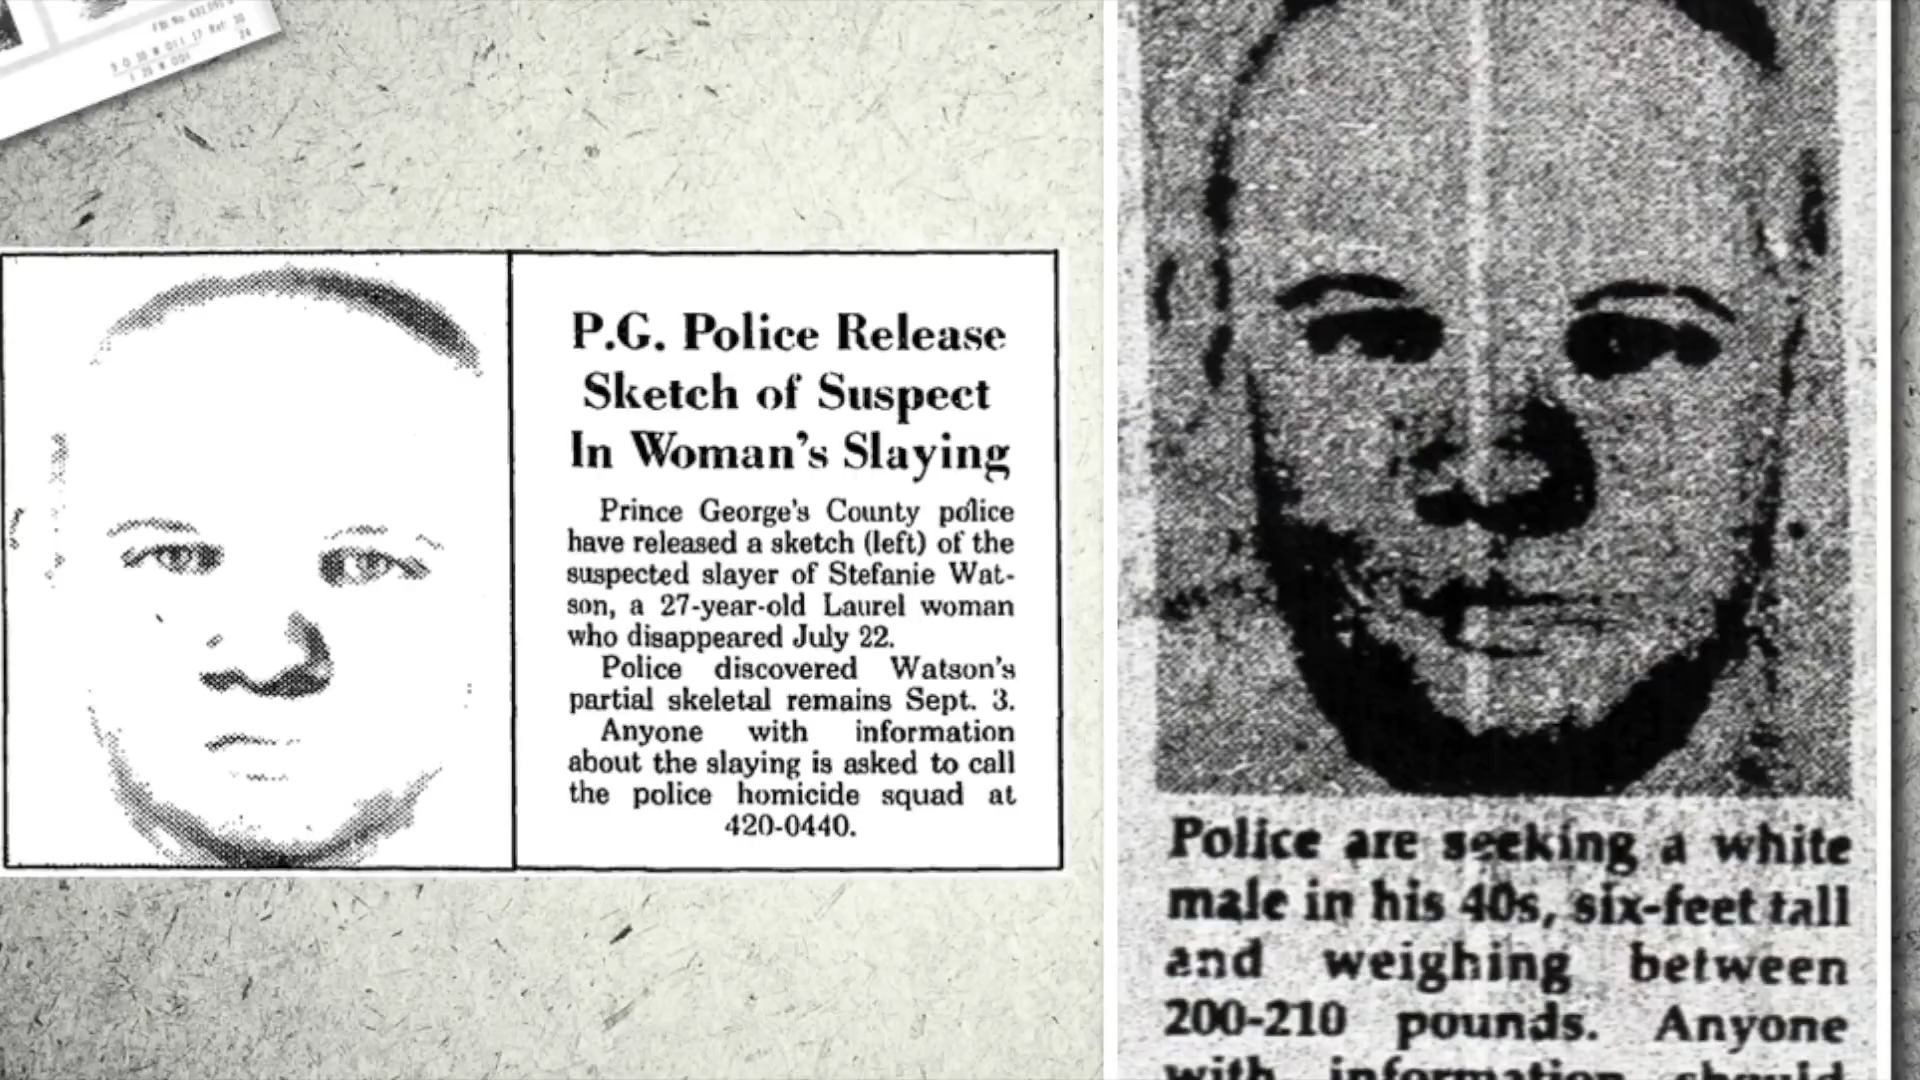 P.G. Police Release
Sketch of Suspect
In Woman's Slaying
Prince George's County police
have released a sketch (left) of the
suspected slayer of Stefanie Wat-
son, a 27-year-old Laurel woman
who disappeared July 22.
Police discovered Watson's
partial skeletal remains Sept. 3.
Anyone with information
about the slaying is asked to call
the police homicide squad at
420-0440.
Police are seeking a white
male in his 40s, six-feet tall
and weighing between
200-210 pounds. Anyone
with information should